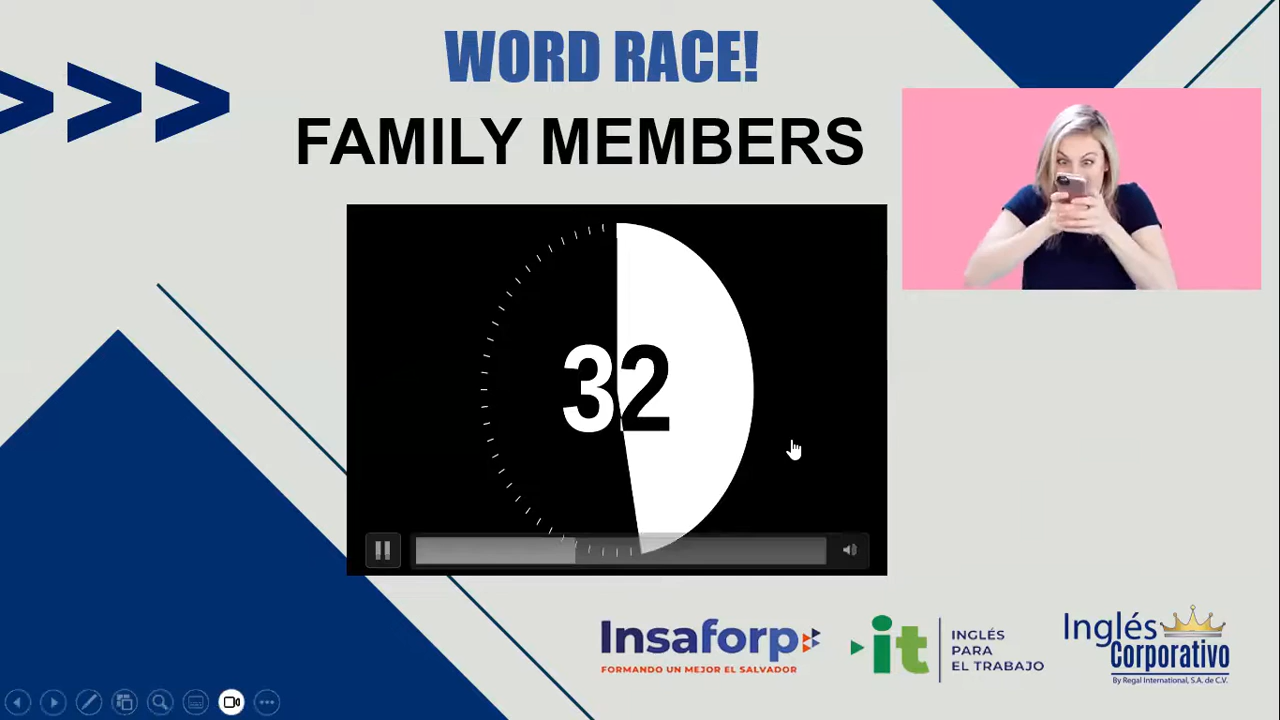 WORD RACE!
FAMILY MEMBERS
32
Insaforp
FORMANDO UN MEJOR EL SALVADOR
it
INGLÉS
PARA
EL TRABAJO
Inglés
Corporativo
By Regal International, S.A. de C.V.